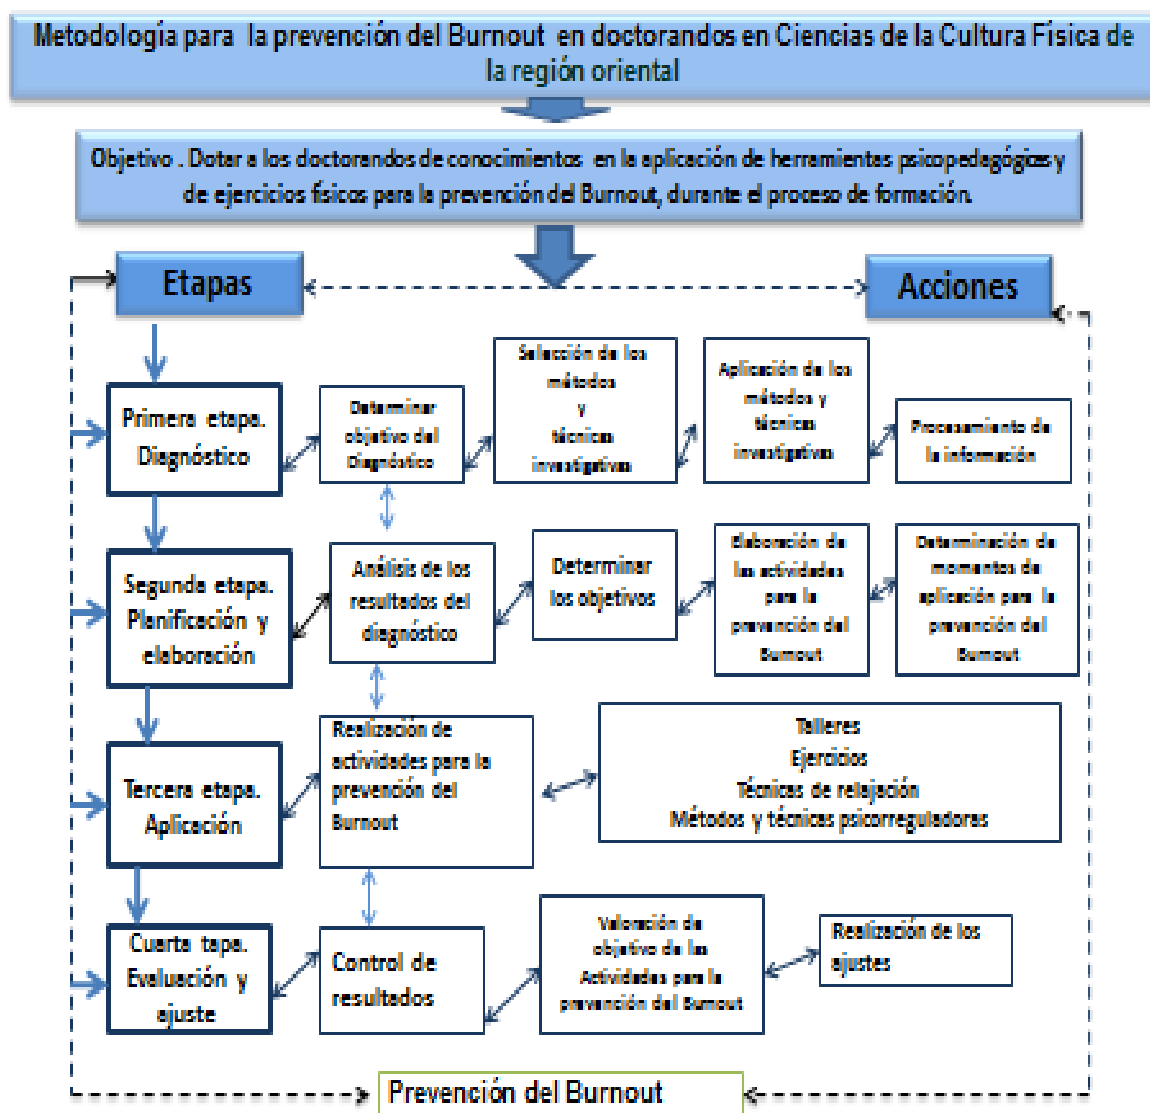 Metodología para la prevención del Burnout en doctorandos en Ciencias de la Cultura Física de
la región oriental
Objetivo . Dotar a los doctorandos de conocimientos en la aplicación de herramientas psicopedagógicas y
de ejercicios físicos para la prevención del Burnout, durante el proceso de formación.
Etapas
Acciones
Primera etapa.
Diagnóstico
Determinar
objetivo del
Diagnóstico
Selección de los
métodos
y
técnicas
investigativas
Aplicación de los
métodos y
técnicas
investigativas
Procesamiento de
la información
Segunda etapa.
Planificación y
elaboración
Análisis de los
resultados del
diagnóstico
Determinar
los objetivos
Elaboración de
las actividades
para la
prevención del
Burnout
Determinación de
momentos de
aplicación para la
prevención del
Burnout
Tercera etapa.
Aplicación
Realización de
actividades para la
prevención del
Burnout
Talleres
Ejercicios
Técnicas de relajación
Métodos y técnicas psicorreguladoras
Cuarta tapa.
Evaluación y
ajuste
Control de
resultados
Valoración de
objetivo de las
Actividades para la
prevención del Burnout
Realización de los
ajustes
Prevención del Burnout